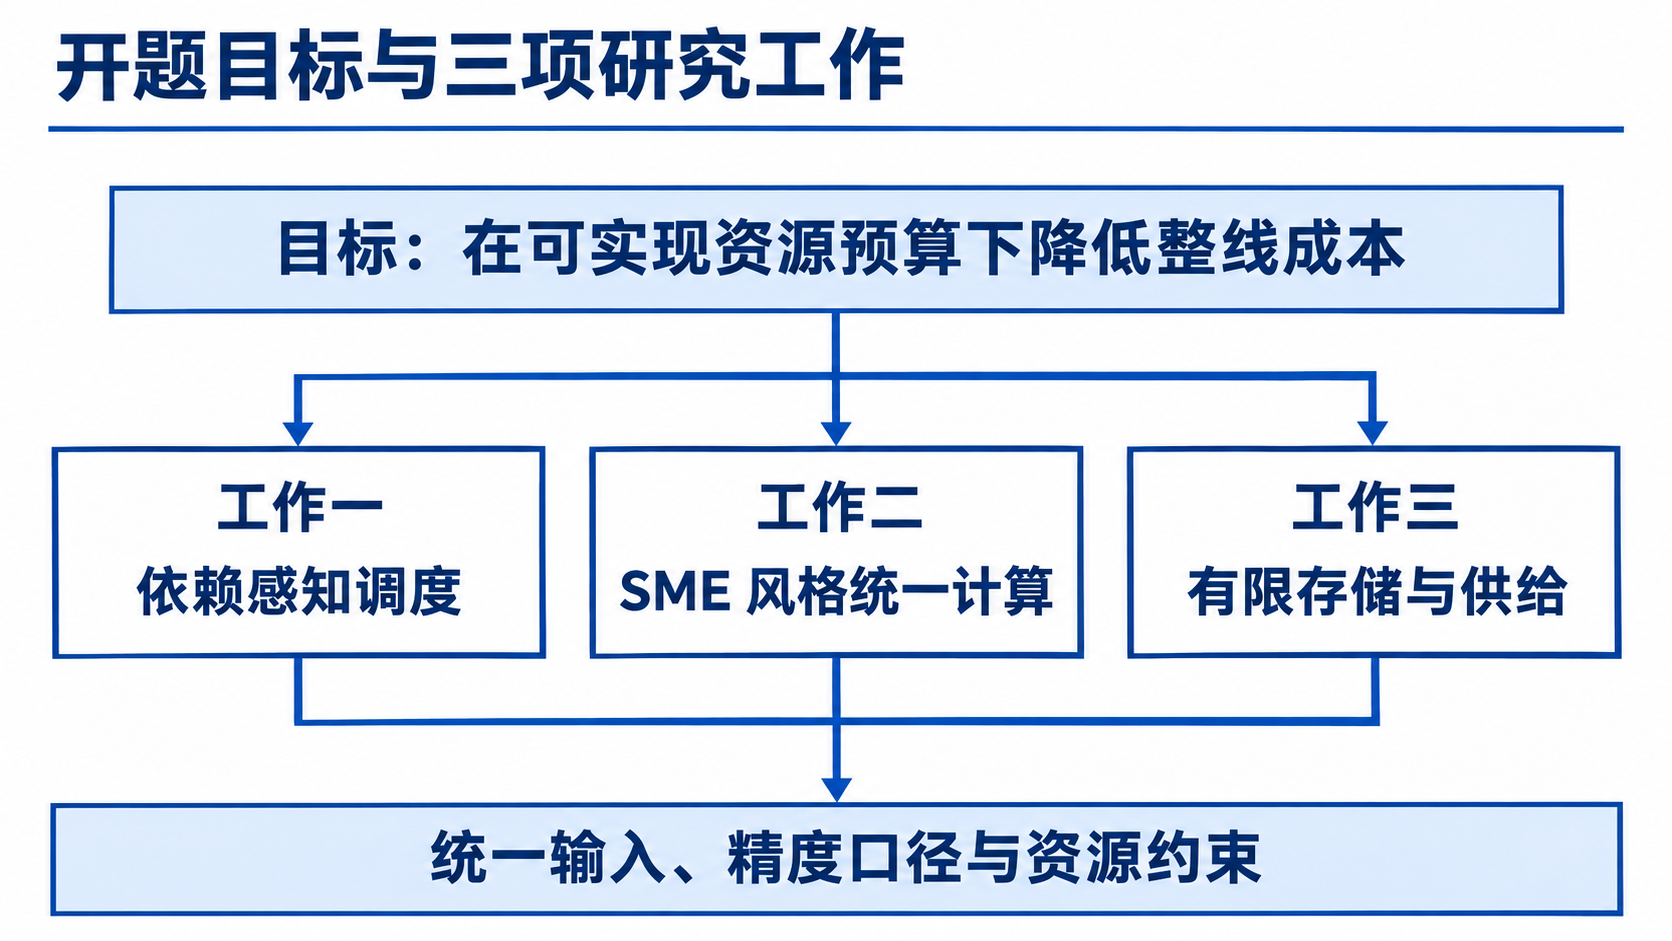 开题目标与三项研究工作
目标：在可实现资源预算下降低整线成本
工作一
依赖感知调度
工作二
SME 风格统一计算
工作三
有限存储与供给
统一输入、精度口径与资源约束